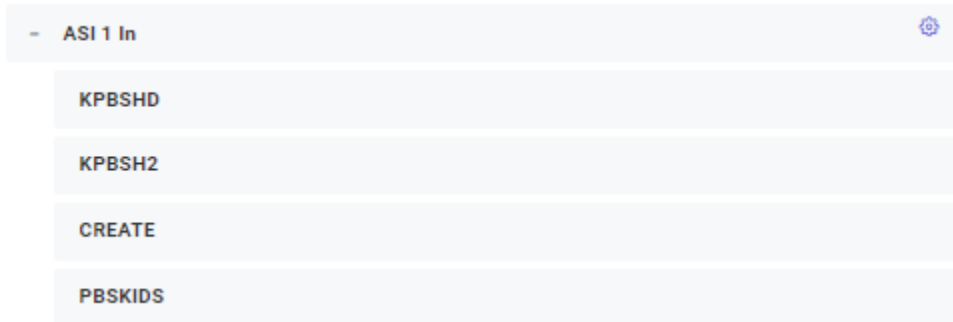 - ASI 1 In
KPBSHD
KPBSH2
CREATE
PBSKIDS